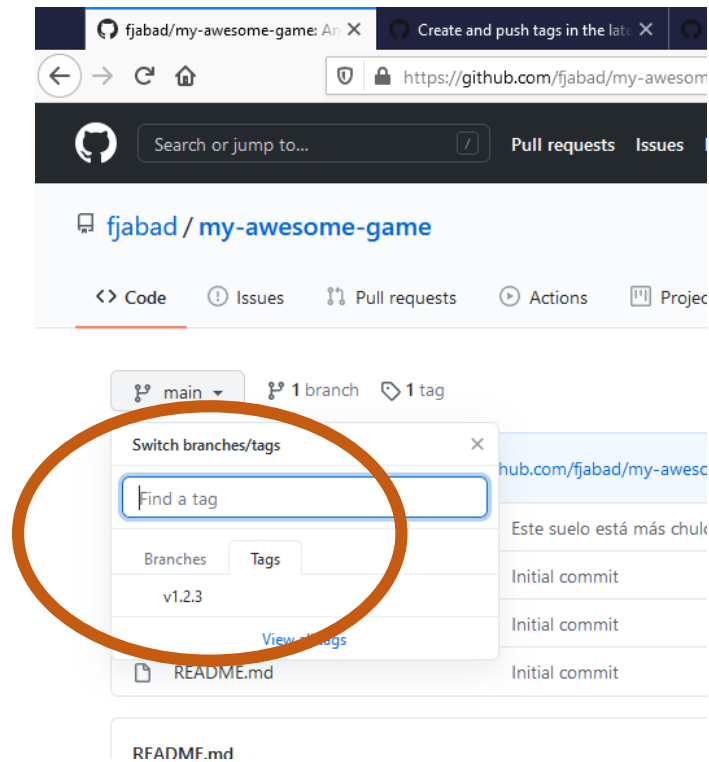 fjabad/my-awesome-game: An
Create and push tags in the late
https://github.com/fjabad/my-awesom
Search or jump to... /
Pull requests Issues
fjabad / my-awesome-game
Code Issues Pull requests Actions Projec
main 1 branch 1 tag
Switch branches/tags
hub.com/fjabad/my-awesc
Find a tag
Este suelo está más chulo
Branches Tags
Initial commit
v1.2.3
Initial commit
View all tags
README.md Initial commit
README.md